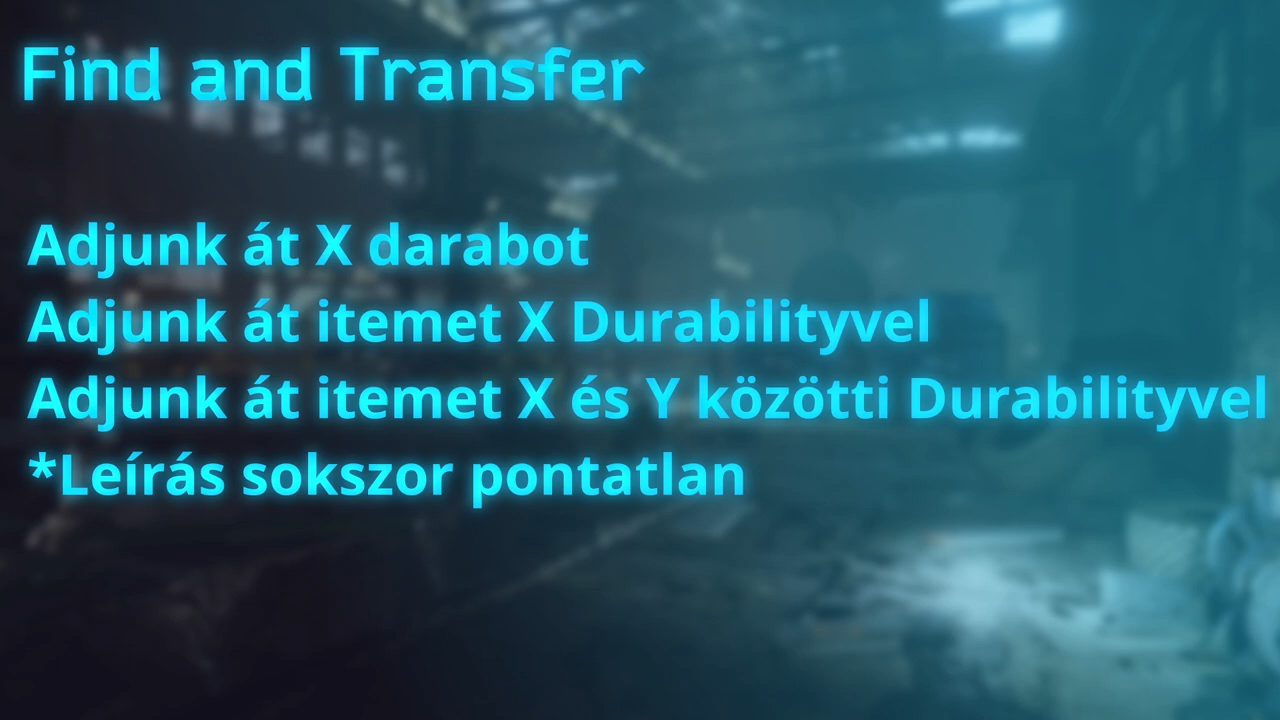 Find and Transfer
Adjunk át X darabot
Adjunk át itemet X Durabilityvel
Adjunk át itemet X és Y közötti Durabilityvel
*Leírás sokszor pontatlan